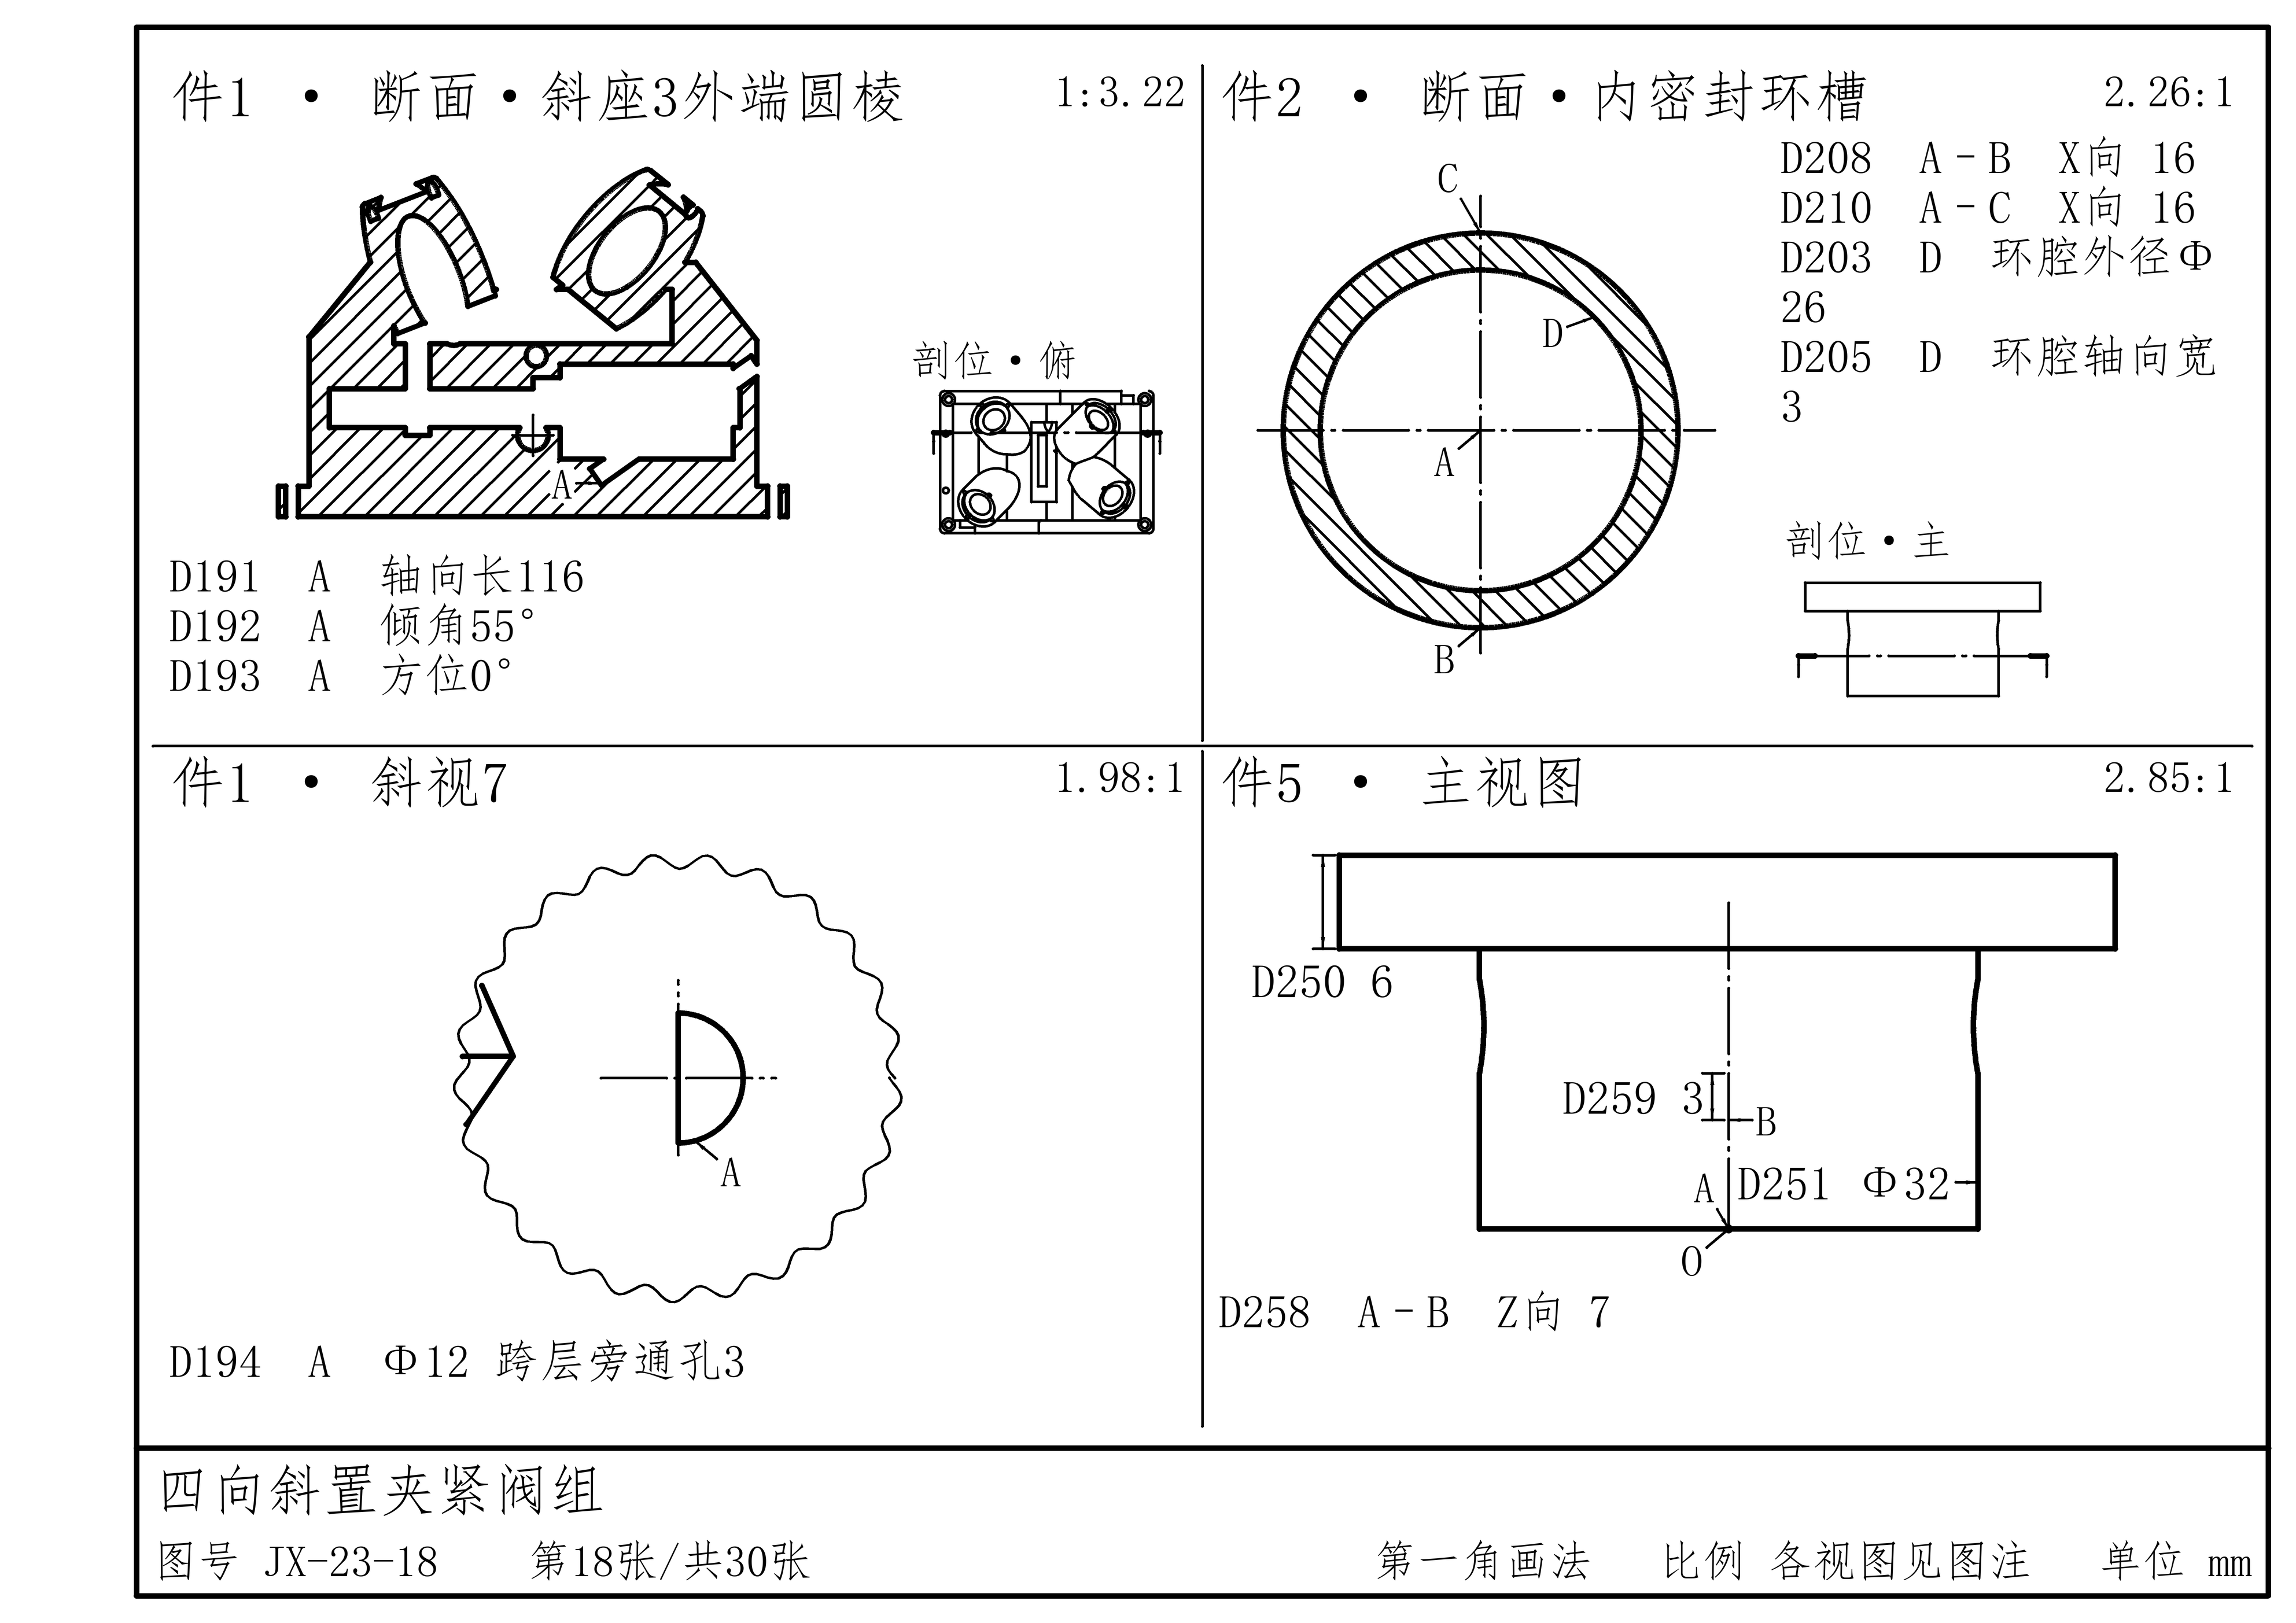 件1 · 断面·斜座3外端圆棱 1:3.22
剖位·俯
A
D191 A 轴向长116
D192 A 倾角55°
D193 A 方位0°
件2 · 断面·内密封环槽 2.26:1
D208 A-B X向 16
D210 A-C X向 16
D203 D 环腔外径Φ
26
D205 D 环腔轴向宽
3
C
D
A
B
剖位·主
件1 · 斜视7 1.98:1
A
D194 A Φ12 跨层旁通孔3
件5 · 主视图 2.85:1
D250 6
D259 3
B
A
D251 Φ32
O
D258 A-B Z向 7
四向斜置夹紧阀组
图号 JX-23-18 第18张/共30张 第一角画法 比例 各视图见图注 单位 mm